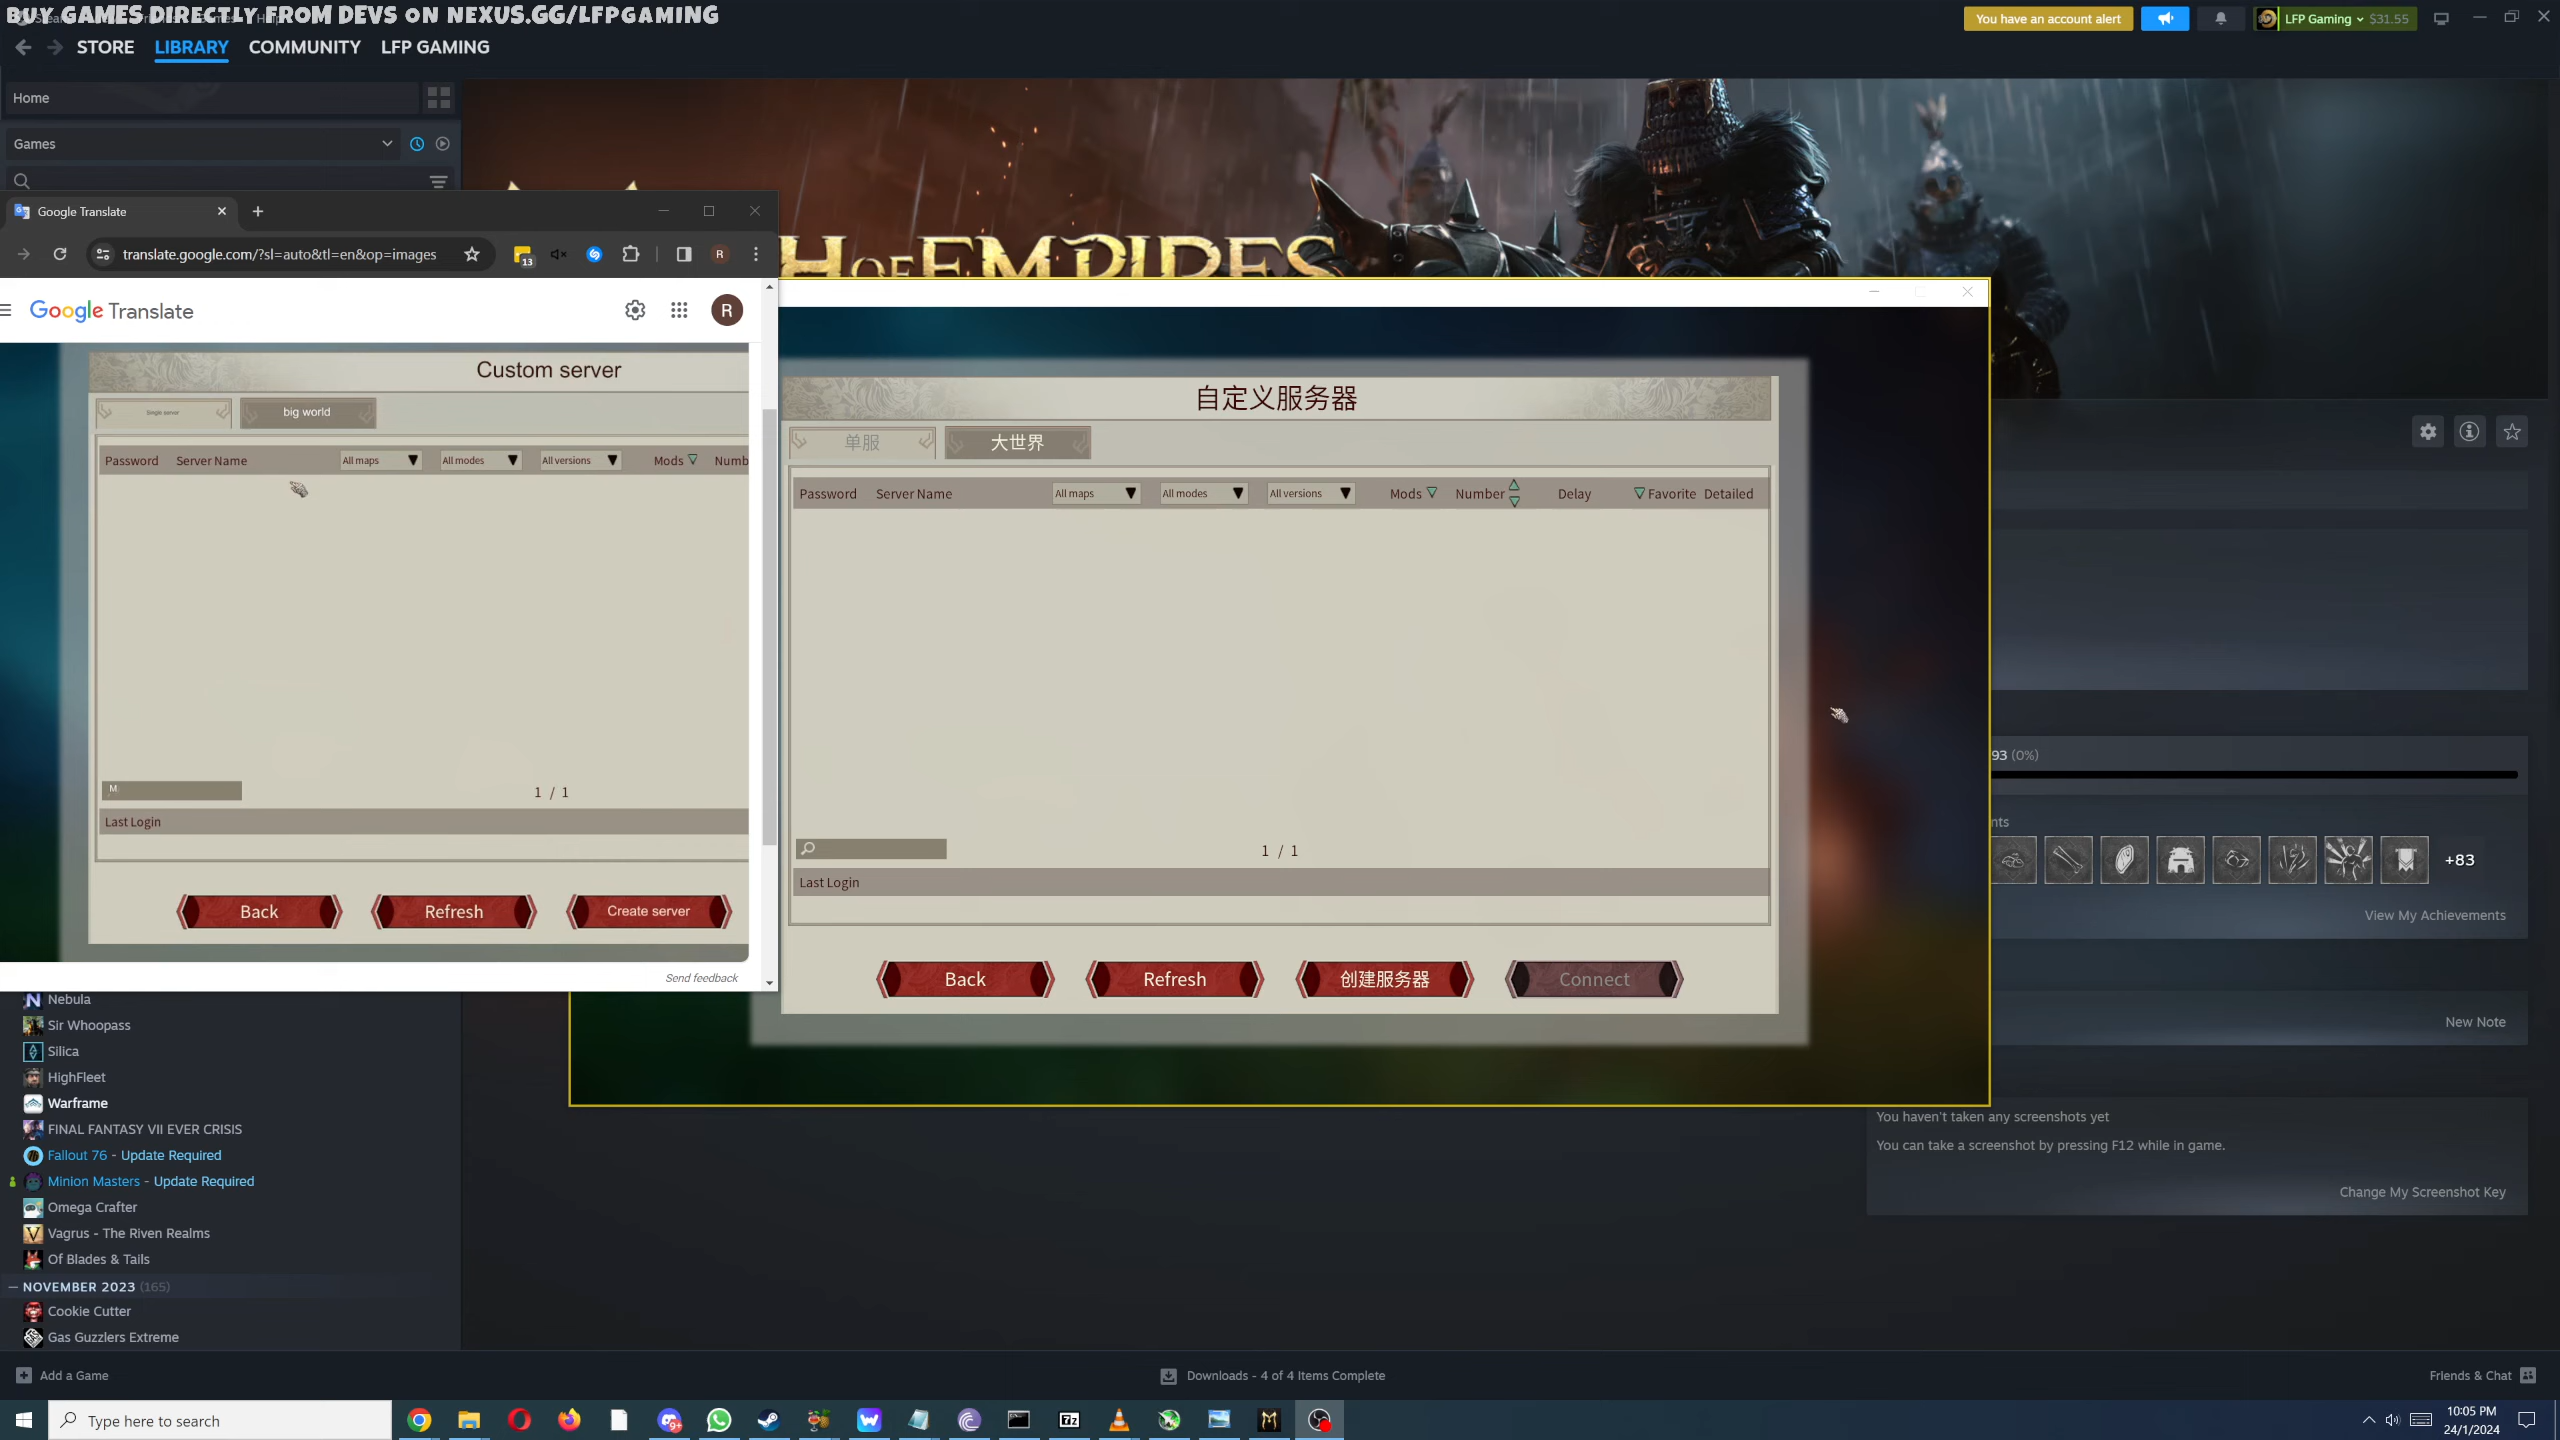 BUY GAMES DIRECTLY FROM DEVS ON NEXUS.GG/LFPGAMING
You have an account alert
LFP Gaming
$31.55
STORE
LIBRARY
COMMUNITY
LFP GAMING
Home
Games
Google Translate
translate.google.com/?sl=auto&tl=en&op=images
13
R
H OF EMPIRES
Google Translate
R
Custom server
Single server
big world
Password
Server Name
All maps
All modes
All versions
Mods
Numb
M
1 / 1
Last Login
Back
Refresh
Create server
Send feedback
自定义服务器
单服
大世界
Password
Server Name
All maps
All modes
All versions
Mods
Number
Delay
Favorite
Detailed
1 / 1
Last Login
Back
Refresh
创建服务器
Connect
93 (0%)
nts
+83
View My Achievements
New Note
You haven't taken any screenshots yet
You can take a screenshot by pressing F12 while in game.
Change My Screenshot Key
Nebula
Sir Whoopass
Silica
HighFleet
Warframe
FINAL FANTASY VII EVER CRISIS
Fallout 76 - Update Required
Minion Masters - Update Required
Omega Crafter
Vagrus - The Riven Realms
Of Blades & Tails
NOVEMBER 2023 (165)
Cookie Cutter
Gas Guzzlers Extreme
Add a Game
Downloads - 4 of 4 Items Complete
Friends & Chat
Type here to search
9+
7z
10:05 PM
24/1/2024